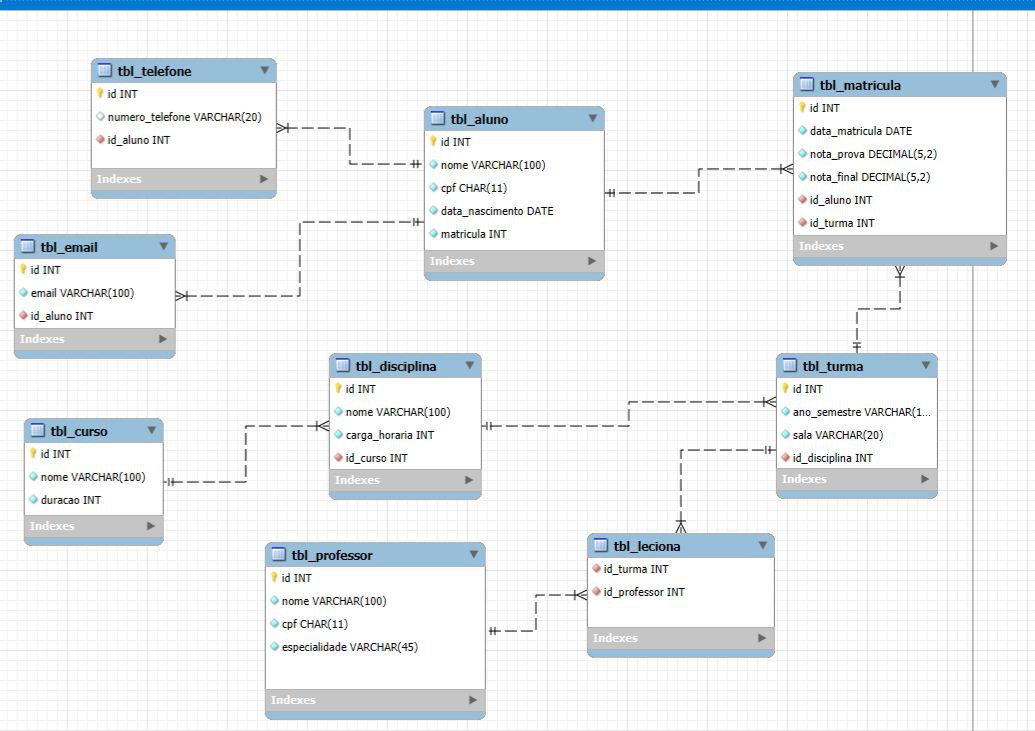 tbl_telefone
id INT
numero_telefone VARCHAR(20)
id_aluno INT
Indexes
tbl_aluno
id INT
nome VARCHAR(100)
cpf CHAR(11)
data_nascimento DATE
matricula INT
Indexes
tbl_matricula
id INT
data_matricula DATE
nota_prova DECIMAL(5,2)
nota_final DECIMAL(5,2)
id_aluno INT
id_turma INT
Indexes
tbl_email
id INT
email VARCHAR(100)
id_aluno INT
Indexes
tbl_disciplina
id INT
nome VARCHAR(100)
carga_horaria INT
id_curso INT
Indexes
tbl_turma
id INT
ano_semestre VARCHAR(1...
sala VARCHAR(20)
id_disciplina INT
Indexes
tbl_curso
id INT
nome VARCHAR(100)
duracao INT
Indexes
tbl_professor
id INT
nome VARCHAR(100)
cpf CHAR(11)
especialidade VARCHAR(45)
Indexes
tbl_leciona
id_turma INT
id_professor INT
Indexes